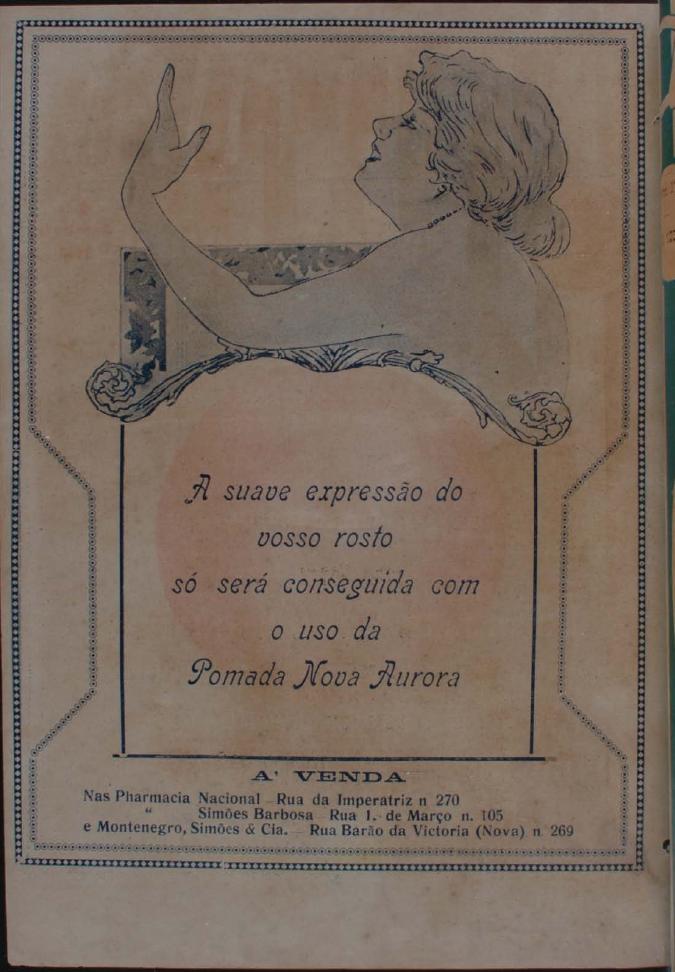 A suave expressão do
vosso rosto
só será conseguida com
o uso da
Pomada Nova Aurora
A' VENDA
Nas Pharmacia Nacional - Rua da Imperatriz n 270
" Simões Barbosa - Rua 1. de Março n. 105
e Montenegro, Simões & Cia. - Rua Barão da Victoria (Nova) n 269